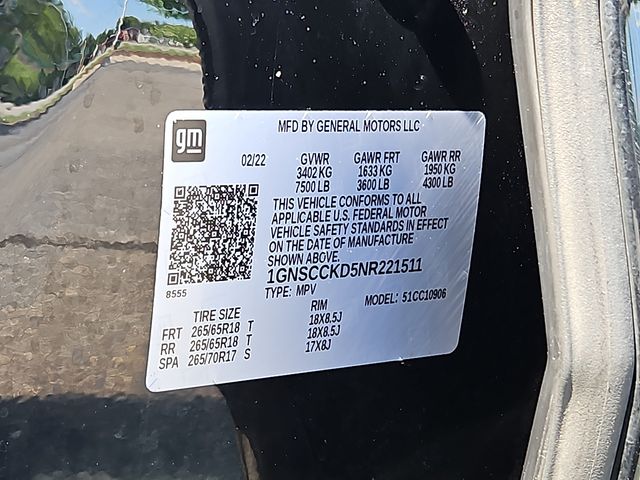 gm
MFD BY GENERAL MOTORS LLC
02/22 GVWR GAWR FRT GAWR RR
3402 KG 1633 KG 1950 KG
7500 LB 3600 LB 4300 LB
THIS VEHICLE CONFORMS TO ALL
APPLICABLE U.S. FEDERAL MOTOR
VEHICLE SAFETY STANDARDS IN EFFECT
ON THE DATE OF MANUFACTURE
SHOWN ABOVE.
1GNSCCKD5NR221511
8555
TYPE: MPV MODEL: 51CC10906
TIRE SIZE RIM
FRT 265/65R18 T 18X8.5J
RR 265/65R18 T 18X8.5J
SPA 265/70R17 S 17X8J